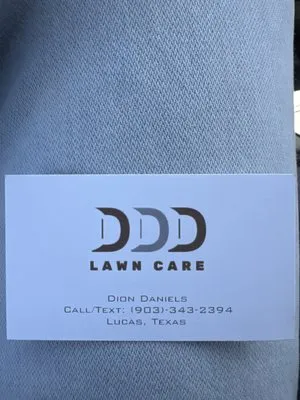 DDD
LAWN CARE
Dion Daniels
Call/Text: (903)-343-2394
Lucas, Texas